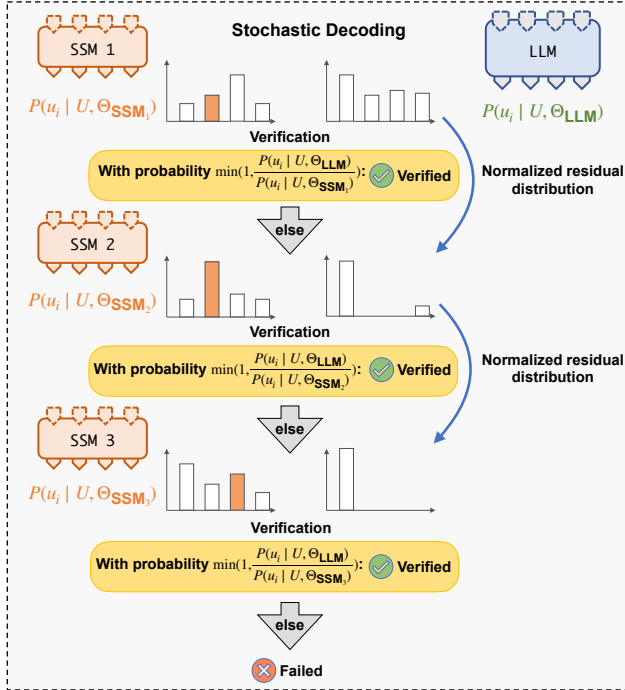 Stochastic Decoding
SSM 1
LLM
P(u_i | U, Θ_SSM₁)
P(u_i | U, Θ_LLM)
Verification
With probability min(1, P(u_i | U, Θ_LLM) / P(u_i | U, Θ_SSM₁)): Verified
Normalized residual
distribution
else
SSM 2
P(u_i | U, Θ_SSM₂)
Verification
With probability min(1, P(u_i | U, Θ_LLM) / P(u_i | U, Θ_SSM₂)): Verified
Normalized residual
distribution
else
SSM 3
P(u_i | U, Θ_SSM₃)
Verification
With probability min(1, P(u_i | U, Θ_LLM) / P(u_i | U, Θ_SSM₃)): Verified
else
Failed